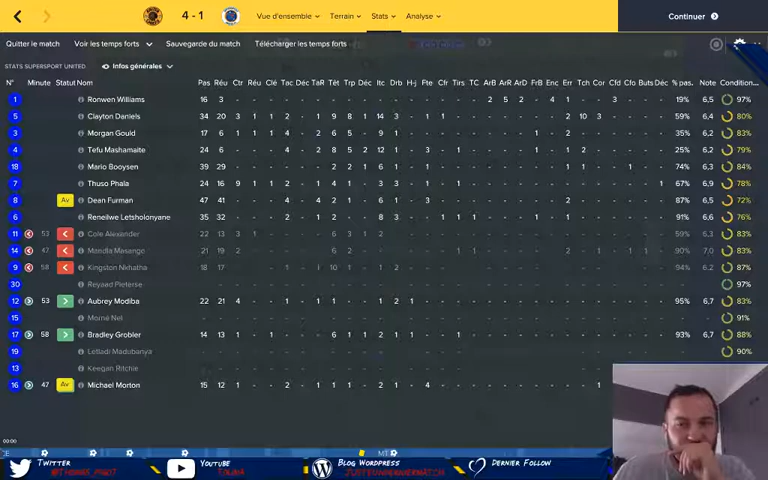 4 - 1 Vue d'ensemble Terrain Stats Analyse Continuer
Quitter le match Voir les temps forts Sauvegarde du match Télécharger les temps forts
STATS SUPERSPORT UNITED Infos générales
N° Minute Statut Nom Pas Réu Ctr Réu Clé Tac Déc TaR Têt Trp Déc Itc Drb H-j Fte Cfr Tirs TC ArB ArR ArD FrB Enc Err Tch Cor Cfd Cfo Buts Déc % pas. Note Condition...
1 Ronwen Williams 16 3 - - - - - - - - - - - - - - - - 2 5 2 - 4 1 - - 3 - - - 19% 6,5 97%
5 Clayton Daniels 34 20 3 1 1 2 - 1 9 8 1 14 3 - 1 1 - - - - - - - 2 10 3 - - - - 59% 6,4 80%
3 Morgan Gould 17 6 1 1 1 4 - 2 6 5 - 9 1 - - - - - - - - 1 - 2 - - - - - - 35% 6,2 83%
4 Tefu Mashamaite 24 6 - - - 4 - 2 8 5 2 12 1 - 3 - 1 - - - - 1 - 1 2 - - - - - 25% 6,2 79%
18 Mario Booysen 39 29 - - - - - - 2 2 1 6 1 - - - - - - - - - - - - 1 - 1 - - 74% 6,3 84%
7 Thuso Phala 24 16 9 1 1 2 - 1 4 1 - 3 3 - - - 1 - - - - - - - - - - - - 1 67% 6,9 78%
8 Av Dean Furman 47 41 - - - 4 - 1 2 2 1 6 1 - 3 - - - - - - - - 2 - - - - - - 87% 6,5 72%
6 Reneilwe Letsholonyane 35 32 - - - 2 - 1 2 - - 8 3 - - 1 1 1 - - - 1 - 1 - - - - - - 91% 6,6 76%
11 53 Cole Alexander 22 13 3 1 - - - - 6 3 1 2 - - - - - - - - - - - - - - - - - - 59% 6,3 83%
14 47 Mandla Masango 21 19 2 - - - - - 6 2 - - - - - - 1 1 - - - - - 2 - 1 - 1 1 - 90% 7,0 83%
9 58 Kingston Nkhatha 18 17 - - - 1 - 1 10 1 - 1 2 - - - - - - - - - - - - - - - - - 94% 6,2 87%
30 Reyaad Pieterse 97%
12 53 Aubrey Modiba 22 21 4 - - 1 - 1 1 1 - 1 2 1 - - - - - - - - - - - - - - - - 95% 6,7 83%
15 Morné Nel 91%
17 58 Bradley Grobler 14 13 - 1 - - - - 6 1 1 2 1 1 - - 1 - - - - - - - - - - - - - 93% 6,7 88%
19 Letladi Madubanya 90%
13 Keegan Ritchie
16 47 Av Michael Morton 15 12 1 - - 2 - 1 1 1 - 2 1 - 4 - - - - - - - - - - 1 - - - -
00:00
MT
Twitter
@Thomas_Pigot
Youtube
Toluna
Blog Wordpress
Dernier Follow